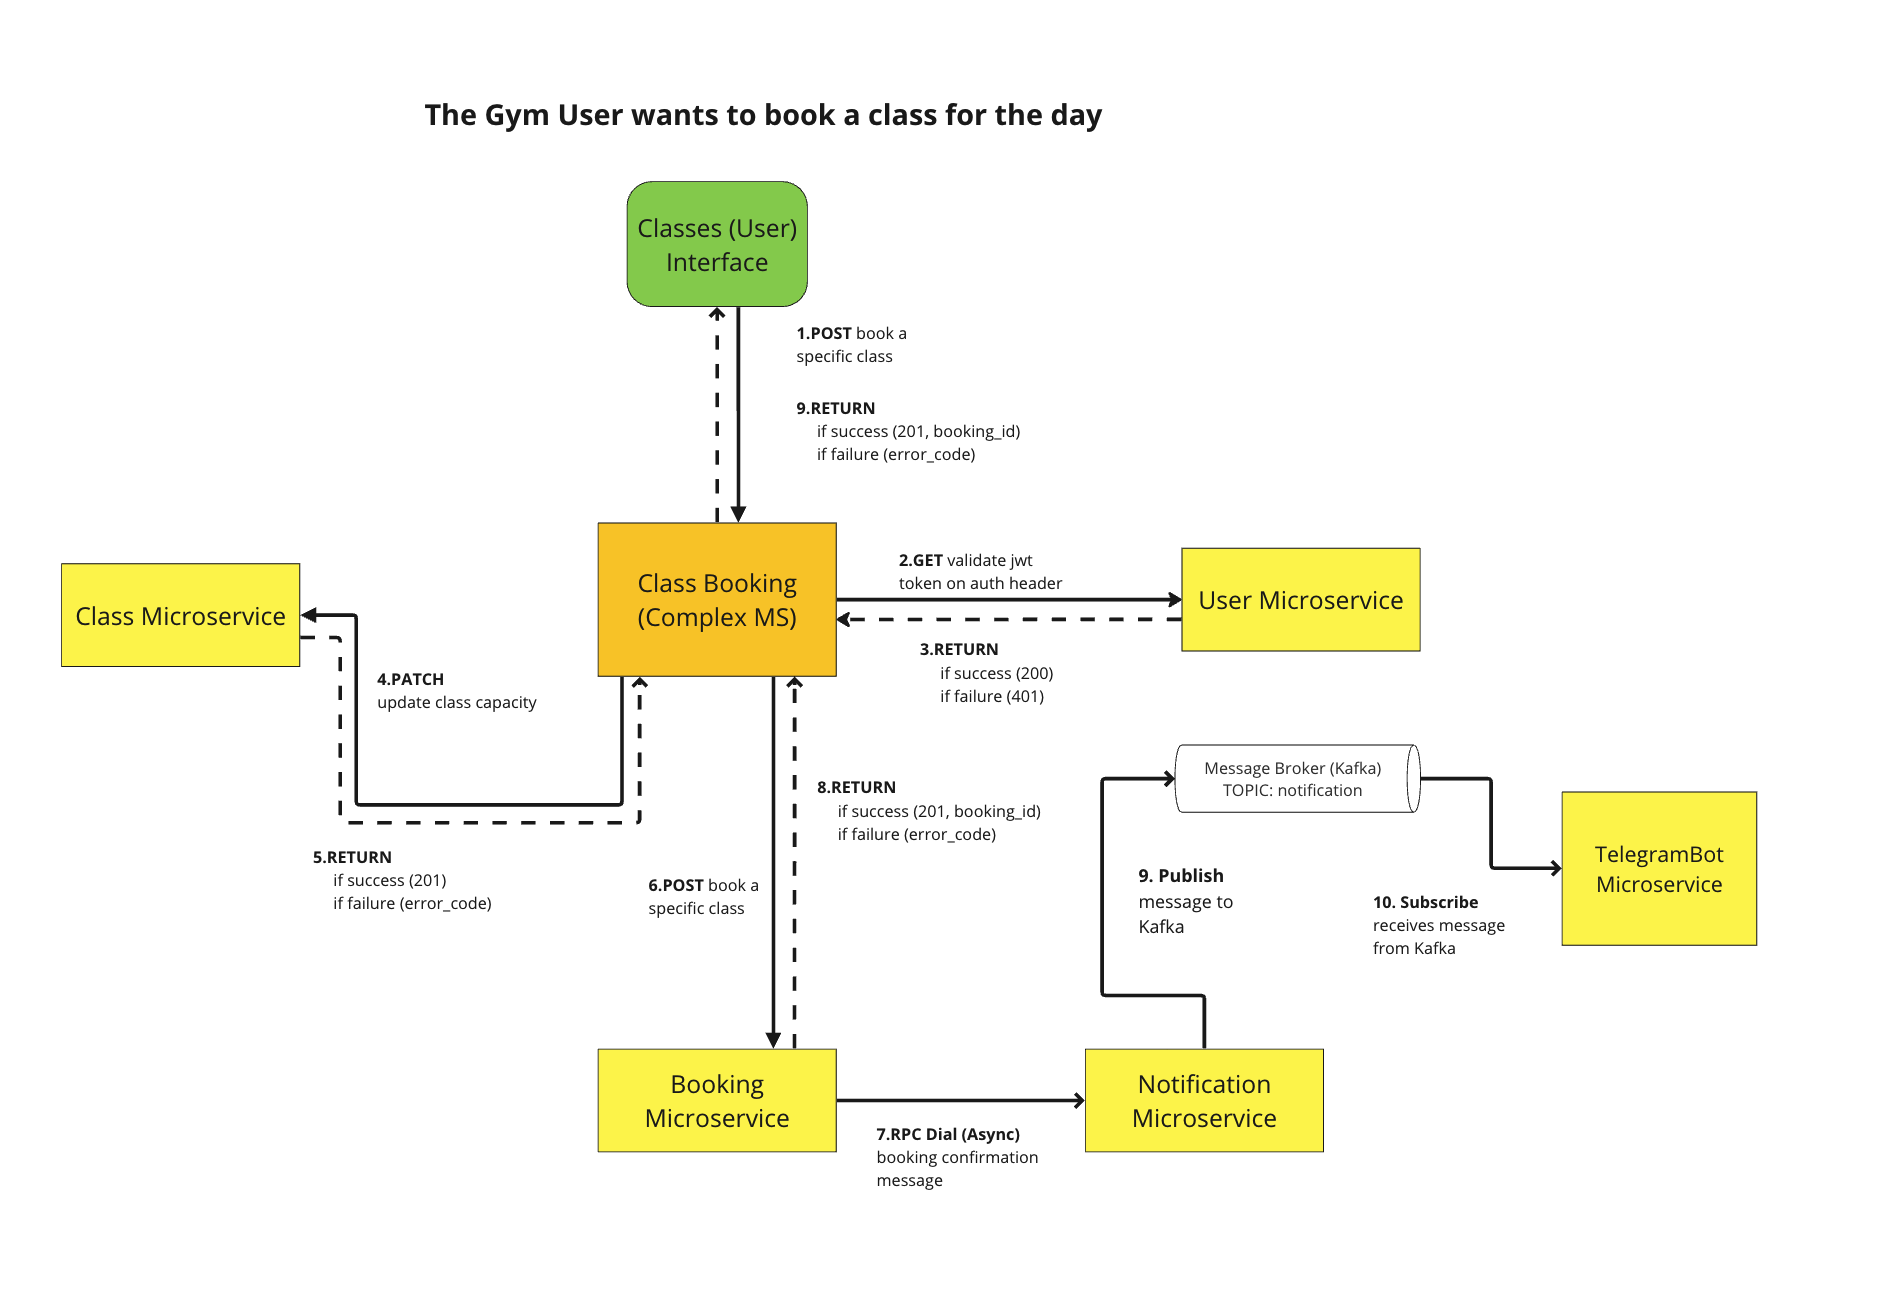 The Gym User wants to book a class for the day
Classes (User)
Interface
1.POST book a
specific class
9.RETURN
if success (201, booking_id)
if failure (error_code)
Class Booking
(Complex MS)
2.GET validate jwt
token on auth header
User Microservice
3.RETURN
if success (200)
if failure (401)
Class Microservice
4.PATCH
update class capacity
5.RETURN
if success (201)
if failure (error_code)
6.POST book a
specific class
8.RETURN
if success (201, booking_id)
if failure (error_code)
Message Broker (Kafka)
TOPIC: notification
TelegramBot
Microservice
9. Publish
message to
Kafka
10. Subscribe
receives message
from Kafka
Booking
Microservice
7.RPC Dial (Async)
booking confirmation
message
Notification
Microservice